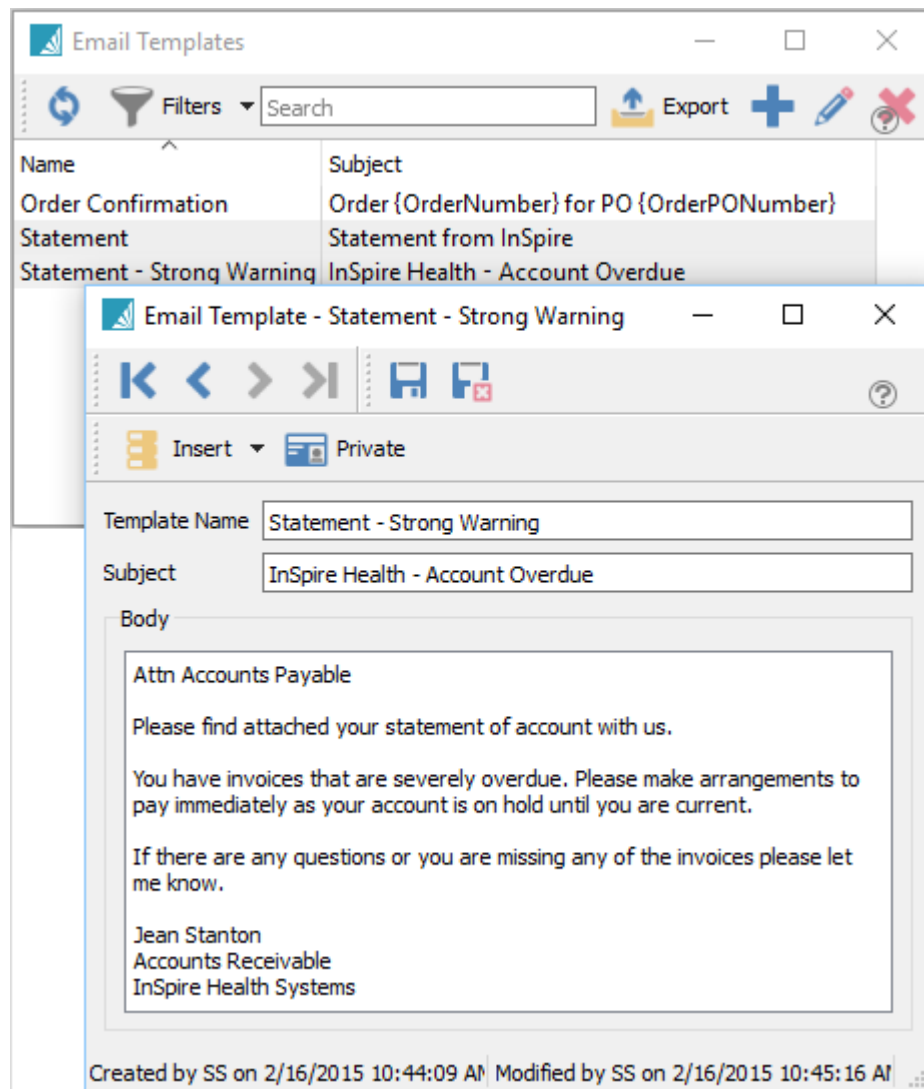 Email Templates
Filters Search Export
Name Subject
Order Confirmation Order {OrderNumber} for PO {OrderPONumber}
Statement Statement from InSpire
Statement - Strong Warning InSpire Health - Account Overdue
Email Template - Statement - Strong Warning
Insert Private
Template Name Statement - Strong Warning
Subject InSpire Health - Account Overdue
Body
Attn Accounts Payable
Please find attached your statement of account with us.
You have invoices that are severely overdue. Please make arrangements to
pay immediately as your account is on hold until you are current.
If there are any questions or you are missing any of the invoices please let
me know.
Jean Stanton
Accounts Receivable
InSpire Health Systems
Created by SS on 2/16/2015 10:44:09 AM Modified by SS on 2/16/2015 10:45:16 AM